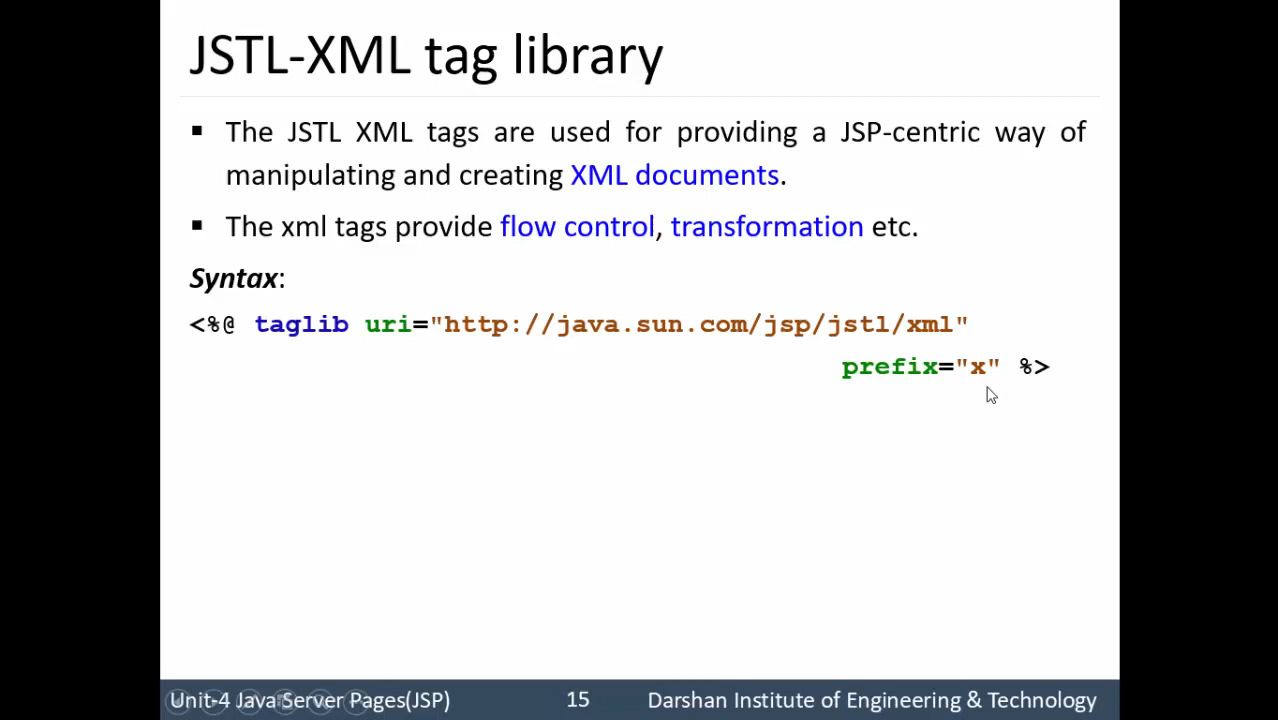 JSTL-XML tag library
▪ The JSTL XML tags are used for providing a JSP-centric way of
manipulating and creating XML documents.
▪ The xml tags provide flow control, transformation etc.
Syntax:
<%@ taglib uri="http://java.sun.com/jsp/jstl/xml"
prefix="x" %>
Unit-4 Java Server Pages(JSP) 15 Darshan Institute of Engineering & Technology